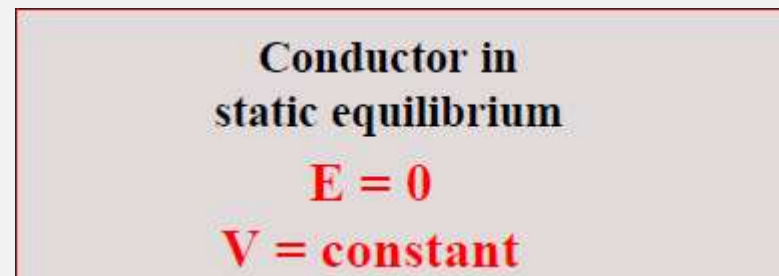 Conductor in
static equilibrium
E = 0
V = constant